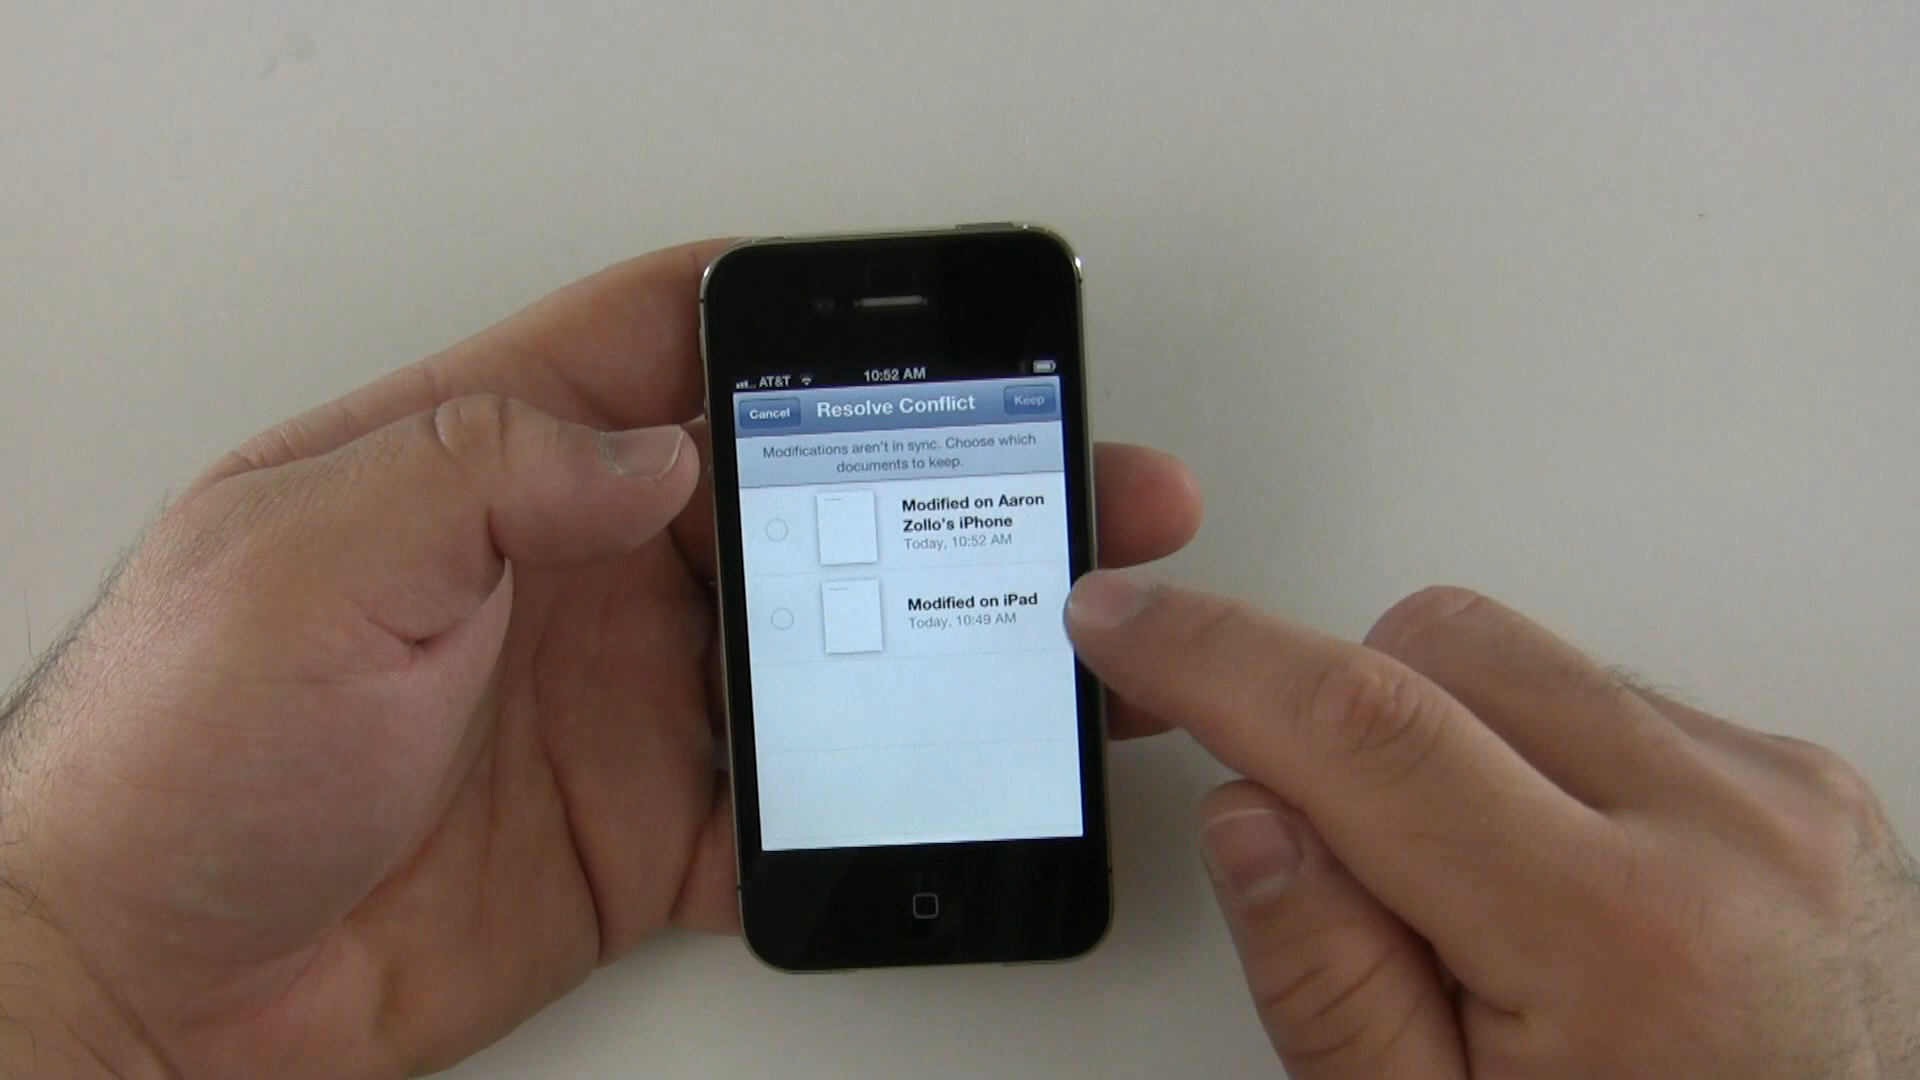 AT&T 10:52 AM
Cancel Resolve Conflict Keep
Modifications aren't in sync. Choose which
documents to keep.
Modified on Aaron
Zollo's iPhone
Today, 10:52 AM
Modified on iPad
Today, 10:49 AM